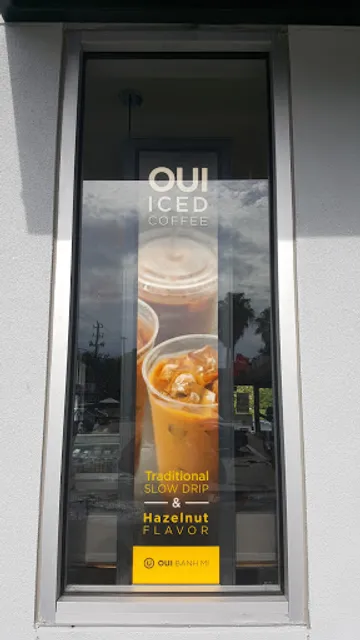 OUI
ICED
COFFEE
Traditional
SLOW DRIP
&
Hazelnut
FLAVOR
OUI BANH MI